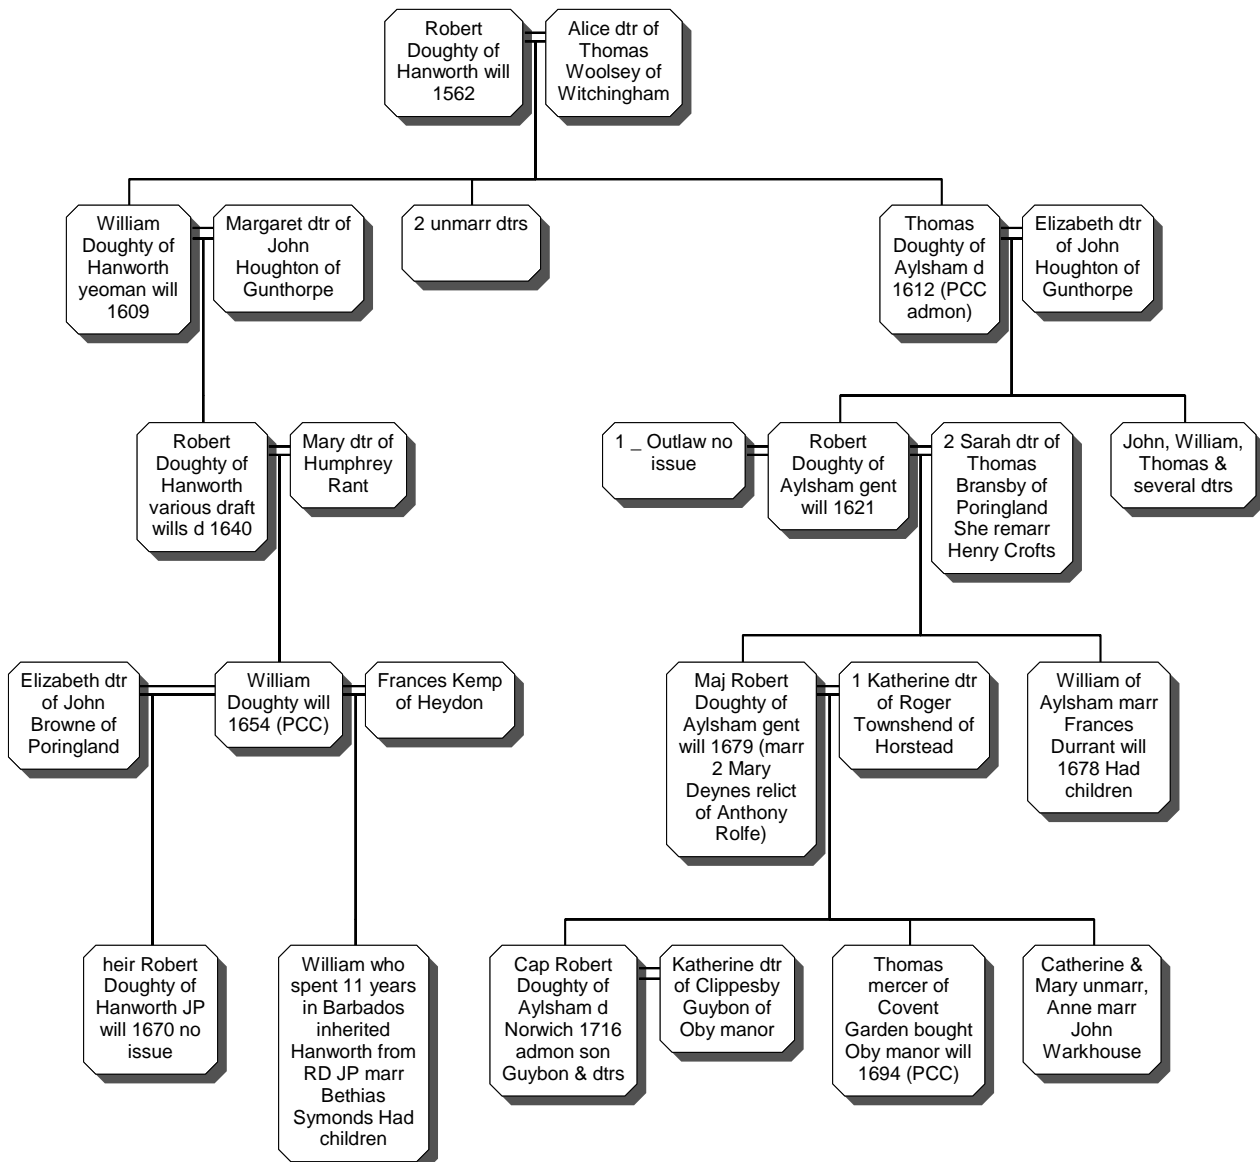 Robert
Doughty of
Hanworth will
1562
Alice dtr of
Thomas
Woolsey of
Witchingham
William
Doughty of
Hanworth
yeoman will
1609
Margaret dtr of
John
Houghton of
Gunthorpe
2 unmarr dtrs
Thomas
Doughty of
Aylsham d
1612 (PCC
admon)
Elizabeth dtr
of John
Houghton of
Gunthorpe
Robert
Doughty of
Hanworth
various draft
wills d 1640
Mary dtr of
Humphrey
Rant
1 _ Outlaw no
issue
Robert
Doughty of
Aylsham gent
will 1621
2 Sarah dtr of
Thomas
Bransby of
Poringland
She remarr
Henry Crofts
John, William,
Thomas &
several dtrs
Elizabeth dtr
of John
Browne of
Poringland
William
Doughty will
1654 (PCC)
Frances Kemp
of Heydon
Maj Robert
Doughty of
Aylsham gent
will 1679 (marr
2 Mary
Deynes relict
of Anthony
Rolfe)
1 Katherine dtr
of Roger
Townshend of
Horstead
William of
Aylsham marr
Frances
Durrant will
1678 Had
children
heir Robert
Doughty of
Hanworth JP
will 1670 no
issue
William who
spent 11 years
in Barbados
inherited
Hanworth from
RD JP marr
Bethias
Symonds Had
children
Cap Robert
Doughty of
Aylsham d
Norwich 1716
admon son
Guybon & dtrs
Katherine dtr
of Clippesby
Guybon of
Oby manor
Thomas
mercer of
Covent
Garden bought
Oby manor will
1694 (PCC)
Catherine &
Mary unmarr,
Anne marr
John
Warkhouse